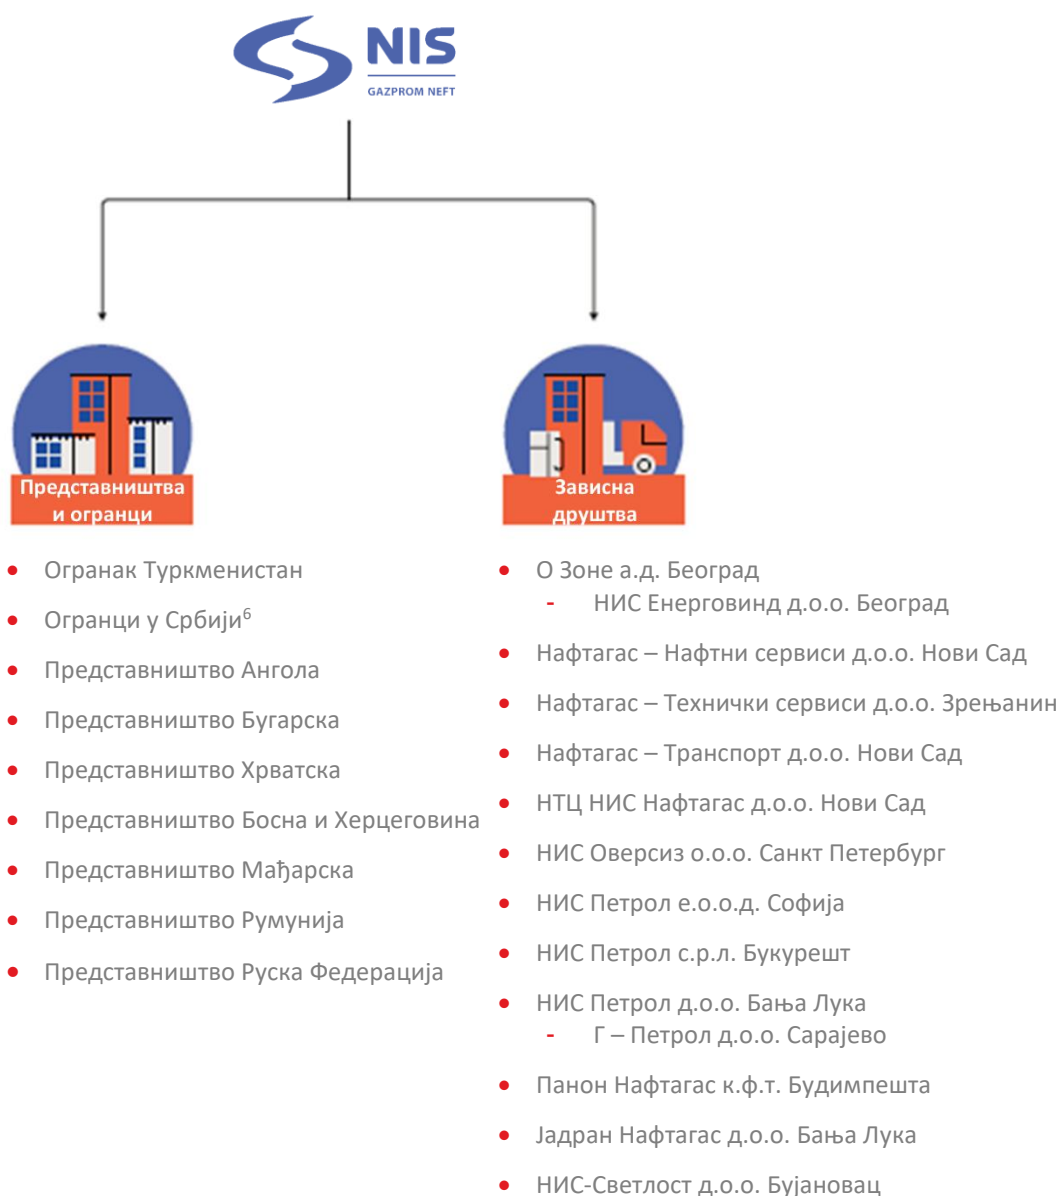 NIS
GAZPROM NEFT
Представништва
и огранци
• Огранак Туркменистан
• Огранци у Србији⁶
• Представништво Ангола
• Представништво Бугарска
• Представништво Хрватска
• Представништво Босна и Херцеговина
• Представништво Мађарска
• Представништво Румунија
• Представништво Руска Федерација
Зависна
друштва
• О Зоне а.д. Београд
- НИС Енерговинд д.о.о. Београд
• Нафтагас – Нафтни сервиси д.о.о. Нови Сад
• Нафтагас – Технички сервиси д.о.о. Зрењанин
• Нафтагас – Транспорт д.о.о. Нови Сад
• НТЦ НИС Нафтагас д.о.о. Нови Сад
• НИС Оверсиз о.о.о. Санкт Петербург
• НИС Петрол е.о.о.д. Софија
• НИС Петрол с.р.л. Букурешт
• НИС Петрол д.о.о. Бања Лука
- Г – Петрол д.о.о. Сарајево
• Панон Нафтагас к.ф.т. Будимпешта
• Јадран Нафтагас д.о.о. Бања Лука
• НИС-Светлост д.о.о. Бујановац